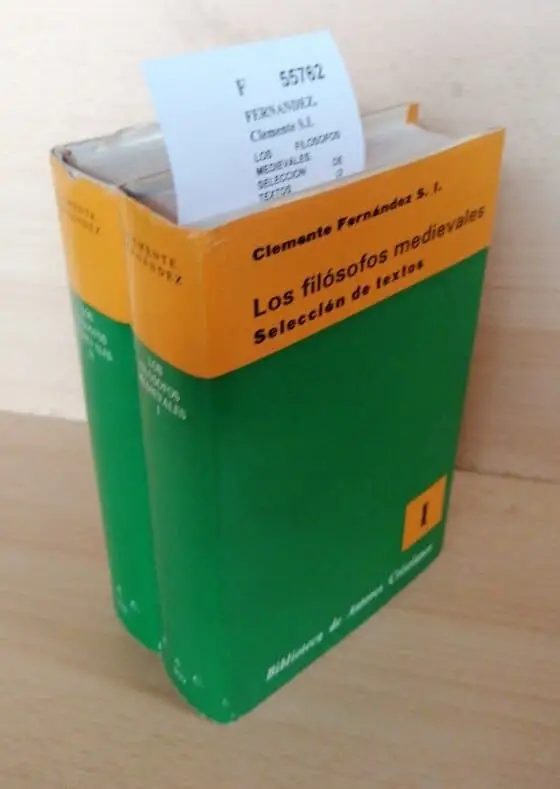 F 55762
FERNANDEZ,
Clemente S.I.
LOS FILOSOFOS
MEDIEVALES. DE
SELECCION
TEXTOS (2
Clemente Fernández S. I.
Los filósofos medievales
Selección de textos
I
Biblioteca de Autores Cristianos
LOS
MEDIEVALES
I